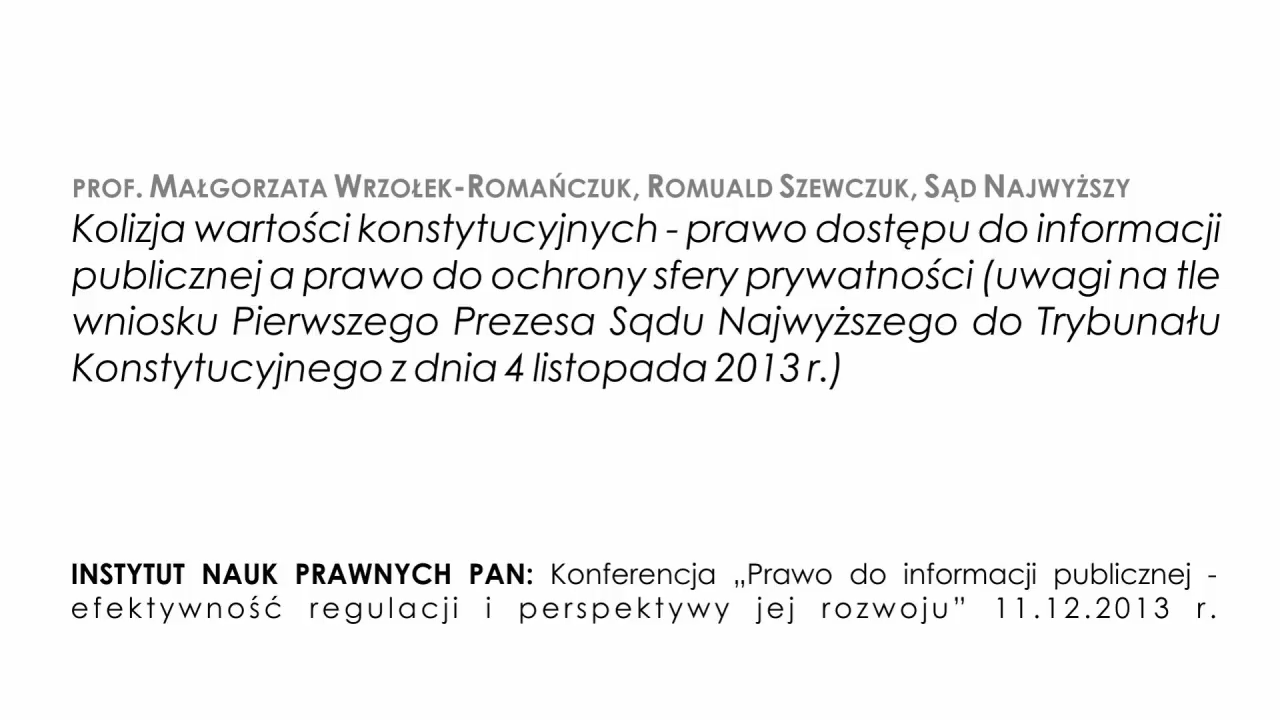 PROF. MAŁGORZATA WRZOŁEK-ROMAŃCZUK, ROMUALD SZEWCZUK, SĄD NAJWYŻSZY
Kolizja wartości konstytucyjnych - prawo dostępu do informacji
publicznej a prawo do ochrony sfery prywatności (uwagi na tle
wniosku Pierwszego Prezesa Sądu Najwyższego do Trybunału
Konstytucyjnego z dnia 4 listopada 2013 r.)
INSTYTUT NAUK PRAWNYCH PAN: Konferencja „Prawo do informacji publicznej -
efektywność regulacji i perspektywy jej rozwoju” 11.12.2013 r.